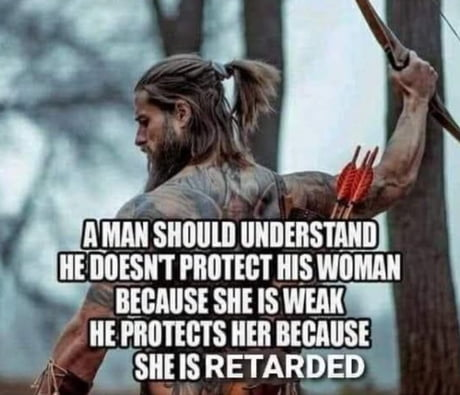 A MAN SHOULD UNDERSTAND
HE DOESN'T PROTECT HIS WOMAN
BECAUSE SHE IS WEAK
HE PROTECTS HER BECAUSE
SHE IS RETARDED